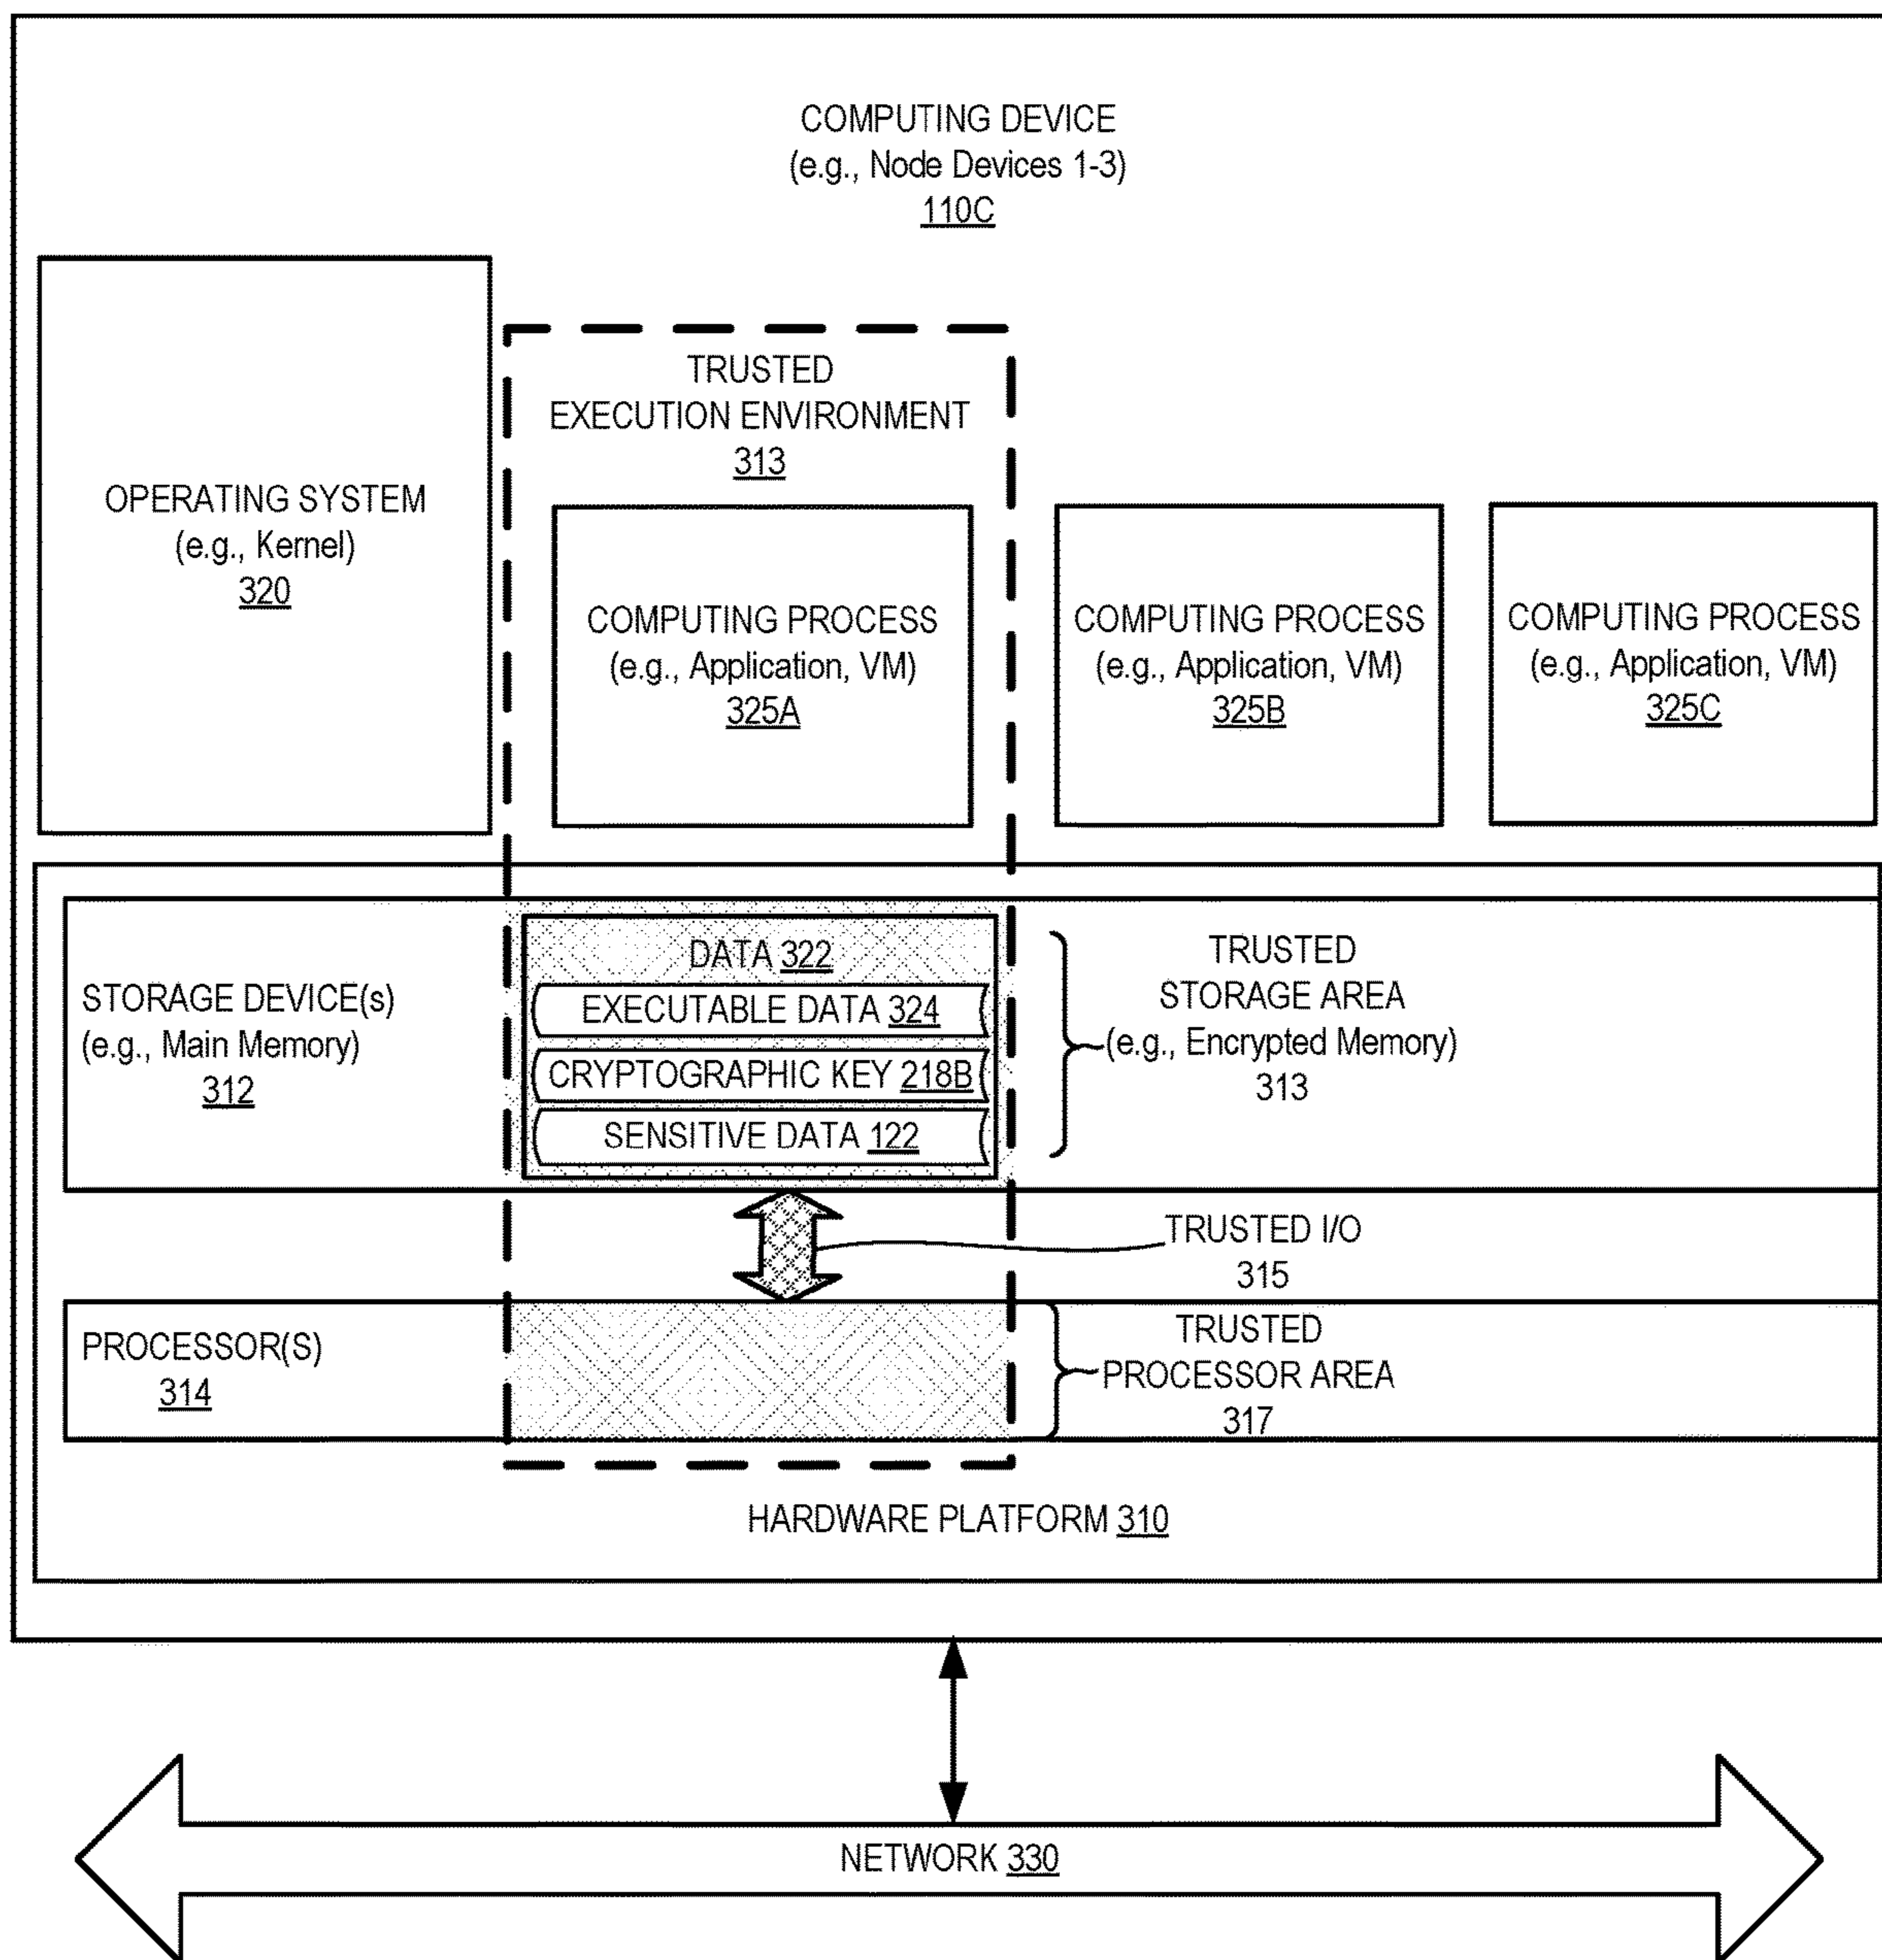 COMPUTING DEVICE
(e.g., Node Devices 1-3)
110C
OPERATING SYSTEM
(e.g., Kernel)
320
TRUSTED
EXECUTION ENVIRONMENT
313
COMPUTING PROCESS
(e.g., Application, VM)
325A
COMPUTING PROCESS
(e.g., Application, VM)
325B
COMPUTING PROCESS
(e.g., Application, VM)
325C
STORAGE DEVICE(s)
(e.g., Main Memory)
312
DATA 322
EXECUTABLE DATA 324
CRYPTOGRAPHIC KEY 218B
SENSITIVE DATA 122
TRUSTED
STORAGE AREA
(e.g., Encrypted Memory)
313
TRUSTED I/O
315
PROCESSOR(S)
314
TRUSTED
PROCESSOR AREA
317
HARDWARE PLATFORM 310
NETWORK 330